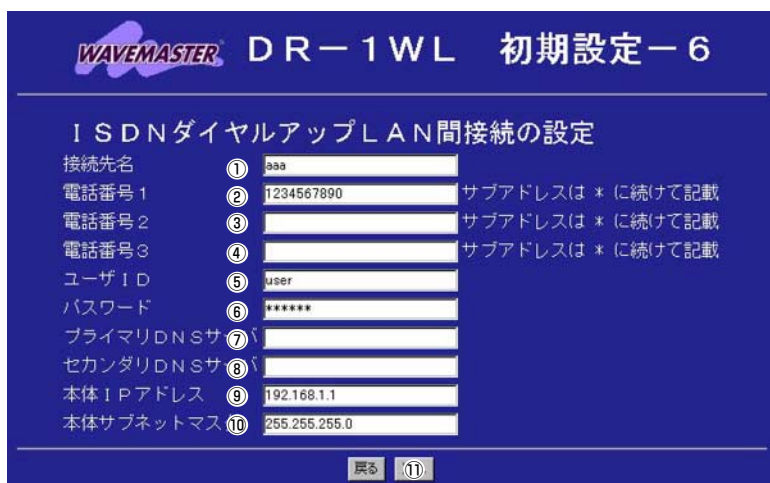 WAVEMASTER DR－1WL 初期設定－6
ISDNダイヤルアップLAN間接続の設定
接続先名 ① aaa
電話番号1 ② 1234567890 サブアドレスは * に続けて記載
電話番号2 ③ サブアドレスは * に続けて記載
電話番号3 ④ サブアドレスは * に続けて記載
ユーザID ⑤ user
パスワード ⑥ ******
プライマリDNSサ⑦バ
セカンダリDNSサ⑧バ
本体IPアドレス ⑨ 192.168.1.1
本体サブネットマス⑩ 255.255.255.0
戻る ⑪